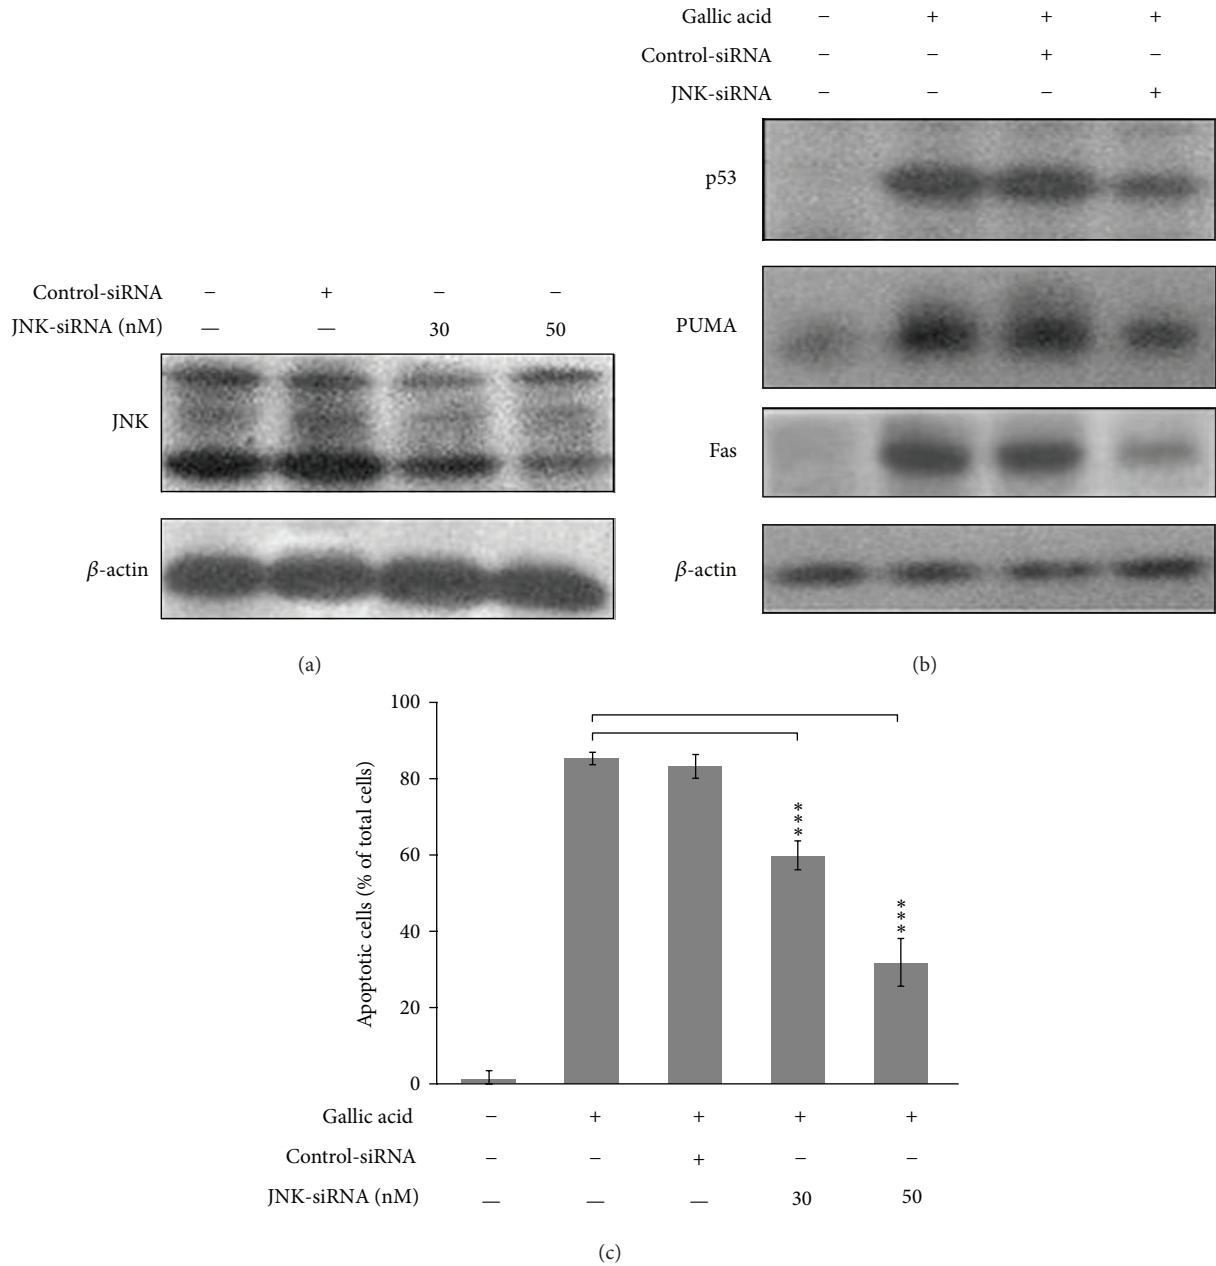 Gallic acid − + + +
Control-siRNA − − + −
JNK-siRNA − − − +
p53
PUMA
Fas
β-actin
(b)
Control-siRNA − + − −
JNK-siRNA (nM) — — 30 50
JNK
β-actin
(a)
100
80
60
40
20
0
Apoptotic cells (% of total cells)
***
***
Gallic acid − + + + +
Control-siRNA − − + − −
JNK-siRNA (nM) — — — 30 50
(c)